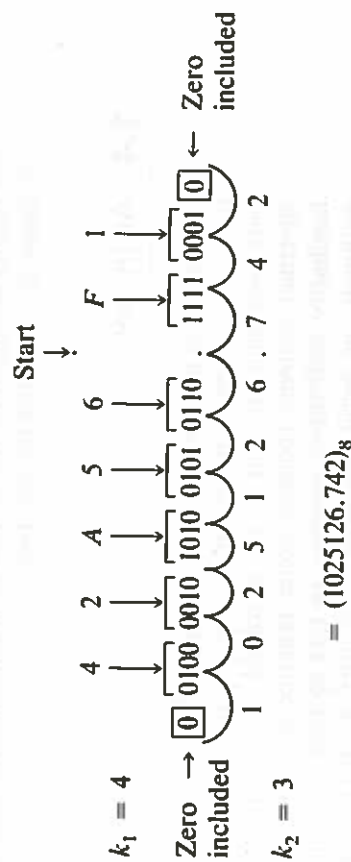 Start
↓
k₁ = 4 4 2 A 5 6 . F 1
Zero → 0 0100 0010 1010 0101 0110 . 1111 0001 0 ← Zero
included included
k₂ = 3 1 0 2 5 1 2 6 . 7 4 2
= (1025126.742)₈